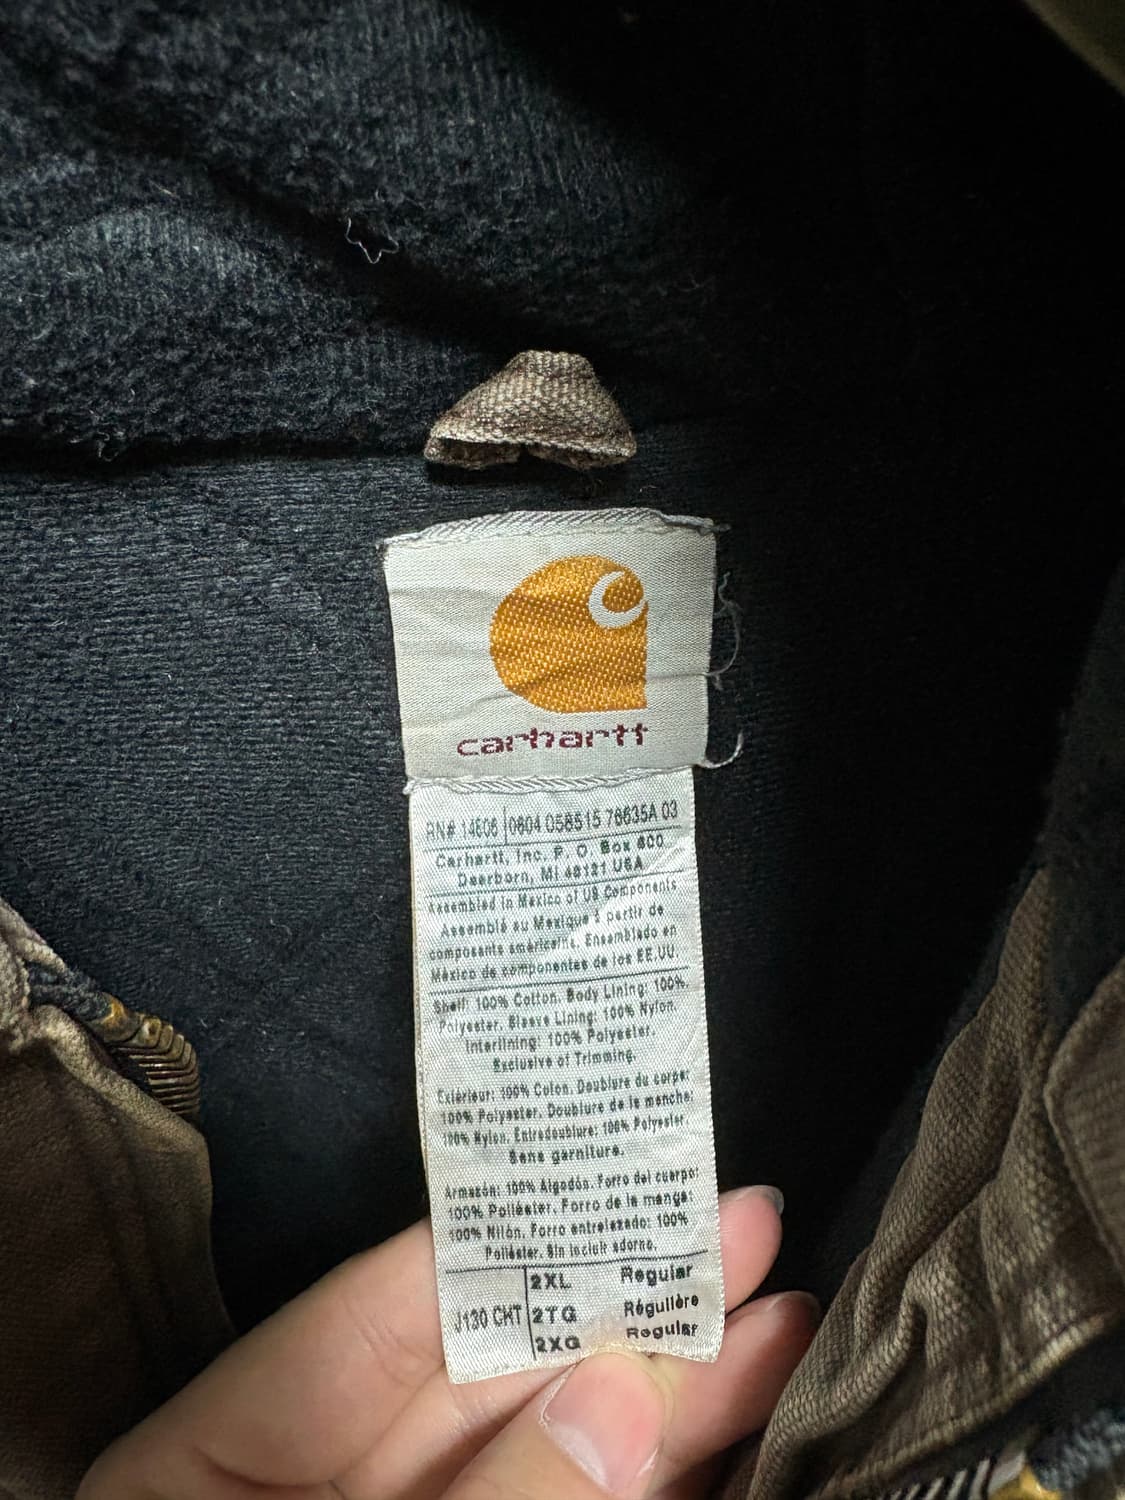 carhartt
RN# 14806 0804 058515 76635A 03
Carhartt, Inc. P. O. Box 600
Dearborn, MI 48121 USA
Assembled in Mexico of US Components
Assemblé au Mexique à partir de
composants américains. Ensamblado en
México de componentes de los EE.UU.
Shell: 100% Cotton. Body Lining: 100%
Polyester. Sleeve Lining: 100% Nylon.
Interlining: 100% Polyester.
Exclusive of Trimming.
Extérieur: 100% Coton. Doublure du corps:
100% Polyester. Doublure de la manche:
100% Nylon. Entredoublure: 100% Polyester.
Sans garniture.
Armazón: 100% Algodón. Forro del cuerpo:
100% Poliéster. Forro de la manga:
100% Nilón. Forro entrelazado: 100%
Poliéster. Sin incluir adorno.
J130 CHT 2XL Regular
2TG Régulière
2XG Regular